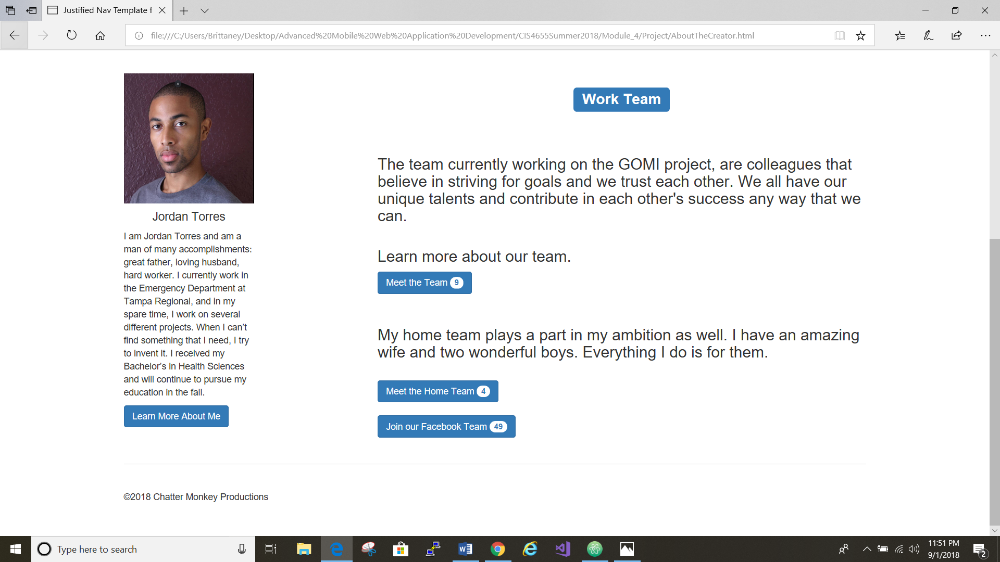 Justified Nav Template f
file:///C:/Users/Brittaney/Desktop/Advanced%20Mobile%20Web%20Application%20Development/CIS4655Summer2018/Module_4/Project/AboutTheCreator.html
Jordan Torres
I am Jordan Torres and am a
man of many accomplishments:
great father, loving husband,
hard worker. I currently work in
the Emergency Department at
Tampa Regional, and in my
spare time, I work on several
different projects. When I can’t
find something that I need, I try
to invent it. I received my
Bachelor’s in Health Sciences
and will continue to pursue my
education in the fall.
Learn More About Me
Work Team
The team currently working on the GOMI project, are colleagues that
believe in striving for goals and we trust each other. We all have our
unique talents and contribute in each other's success any way that we
can.
Learn more about our team.
Meet the Team 9
My home team plays a part in my ambition as well. I have an amazing
wife and two wonderful boys. Everything I do is for them.
Meet the Home Team 4
Join our Facebook Team 49
©2018 Chatter Monkey Productions
Type here to search
11:51 PM
9/1/2018
2